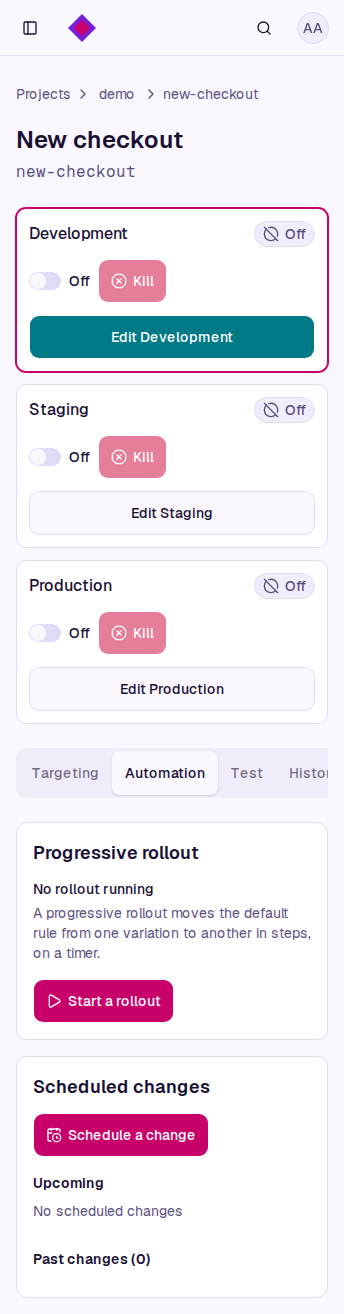 AA
Projects > demo > new-checkout
New checkout
new-checkout
Development
Off
Off
Kill
Edit Development
Staging
Off
Off
Kill
Edit Staging
Production
Off
Off
Kill
Edit Production
Targeting Automation Test Histor
Progressive rollout
No rollout running
A progressive rollout moves the default
rule from one variation to another in steps,
on a timer.
Start a rollout
Scheduled changes
Schedule a change
Upcoming
No scheduled changes
Past changes (0)